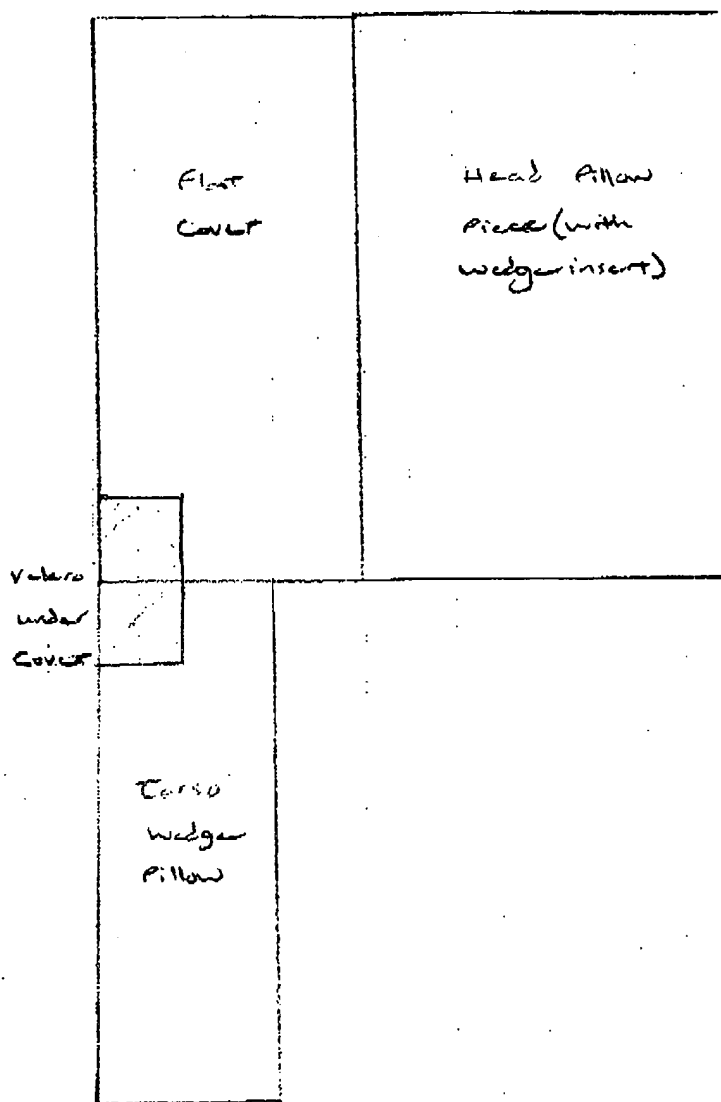 Flat
Cover
Head Pillow
Piece (with
wedge insert)
Velcro
under
Cover
Torso
wedge
Pillow